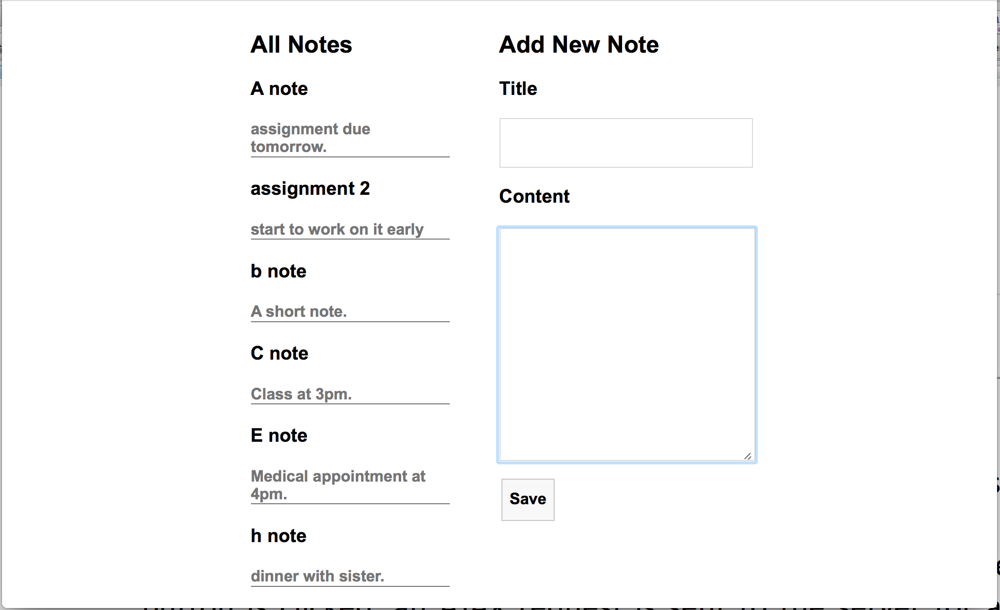 All Notes
A note
assignment due
tomorrow.
assignment 2
start to work on it early
b note
A short note.
C note
Class at 3pm.
E note
Medical appointment at
4pm.
h note
dinner with sister.
Add New Note
Title
Content
Save